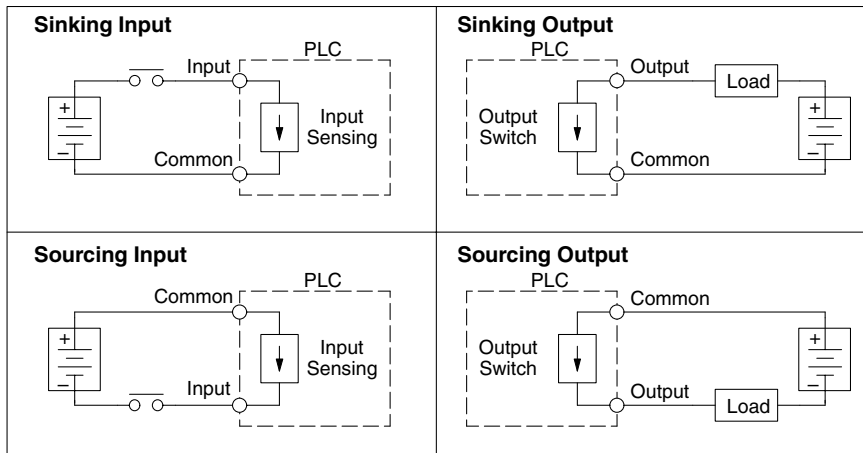 Sinking Input
PLC
Input
+
Input
Sensing
–
Common
Sinking Output
PLC
Output
Load
+
Output
Switch
–
Common
Sourcing Input
PLC
Common
+
Input
Sensing
–
Input
Sourcing Output
PLC
Common
+
Output
Switch
–
Output
Load